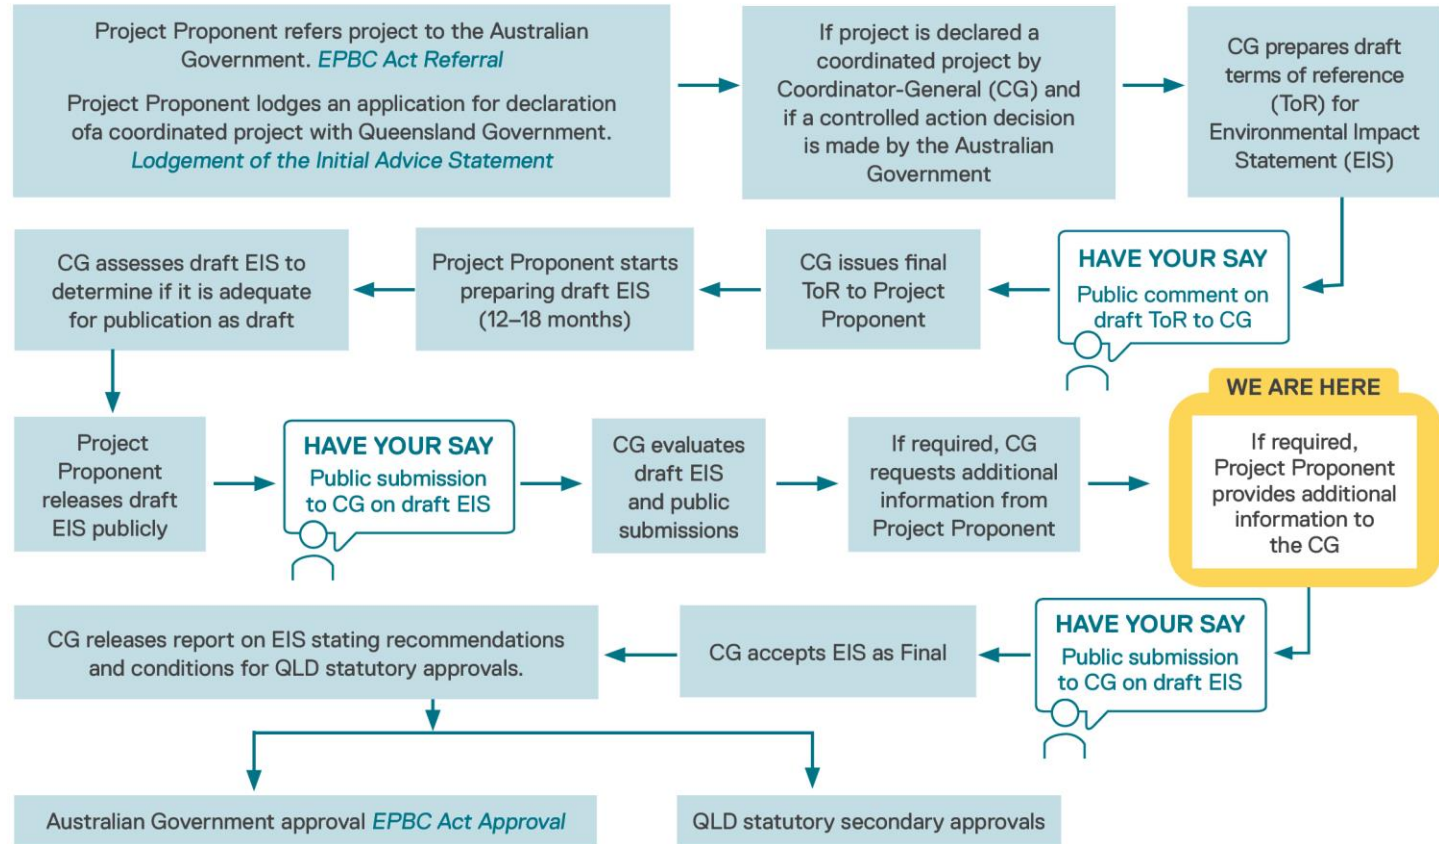 Project Proponent refers project to the Australian
Government. EPBC Act Referral
Project Proponent lodges an application for declaration
ofa coordinated project with Queensland Government.
Lodgement of the Initial Advice Statement
If project is declared a
coordinated project by
Coordinator-General (CG) and
if a controlled action decision
is made by the Australian
Government
CG prepares draft
terms of reference
(ToR) for
Environmental Impact
Statement (EIS)
HAVE YOUR SAY
Public comment on
draft ToR to CG
CG issues final
ToR to Project
Proponent
Project Proponent starts
preparing draft EIS
(12–18 months)
CG assesses draft EIS to
determine if it is adequate
for publication as draft
Project
Proponent
releases draft
EIS publicly
HAVE YOUR SAY
Public submission
to CG on draft EIS
CG evaluates
draft EIS
and public
submissions
If required, CG
requests additional
information from
Project Proponent
WE ARE HERE
If required,
Project Proponent
provides additional
information to
the CG
HAVE YOUR SAY
Public submission
to CG on draft EIS
CG accepts EIS as Final
CG releases report on EIS stating recommendations
and conditions for QLD statutory approvals.
Australian Government approval EPBC Act Approval
QLD statutory secondary approvals